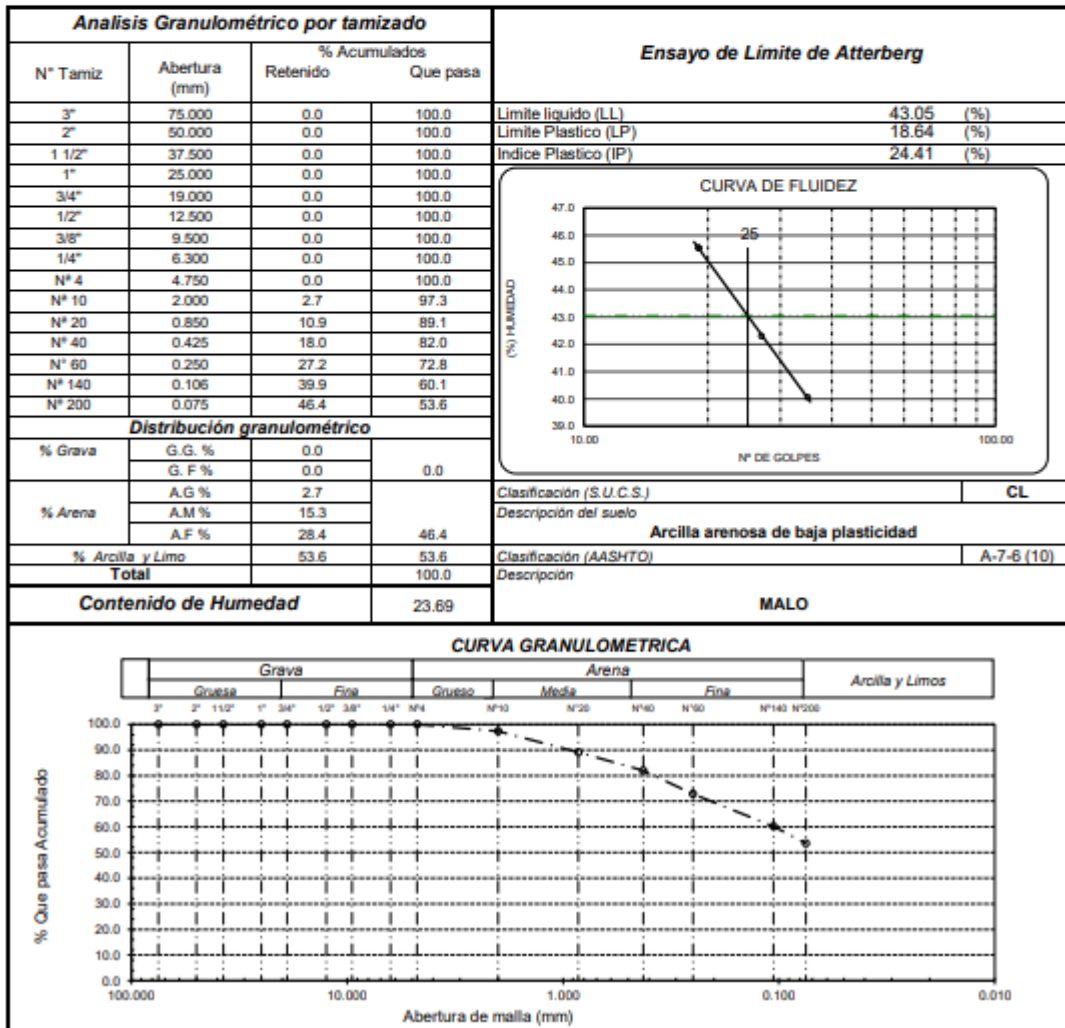 Analisis Granulométrico por tamizado
N° Tamiz Abertura (mm) % Acumulados Retenido Que pasa
3" 75.000 0.0 100.0
2" 50.000 0.0 100.0
1 1/2" 37.500 0.0 100.0
1" 25.000 0.0 100.0
3/4" 19.000 0.0 100.0
1/2" 12.500 0.0 100.0
3/8" 9.500 0.0 100.0
1/4" 6.300 0.0 100.0
Nª 4 4.750 0.0 100.0
Nª 10 2.000 2.7 97.3
Nª 20 0.850 10.9 89.1
Nª 40 0.425 18.0 82.0
N° 60 0.250 27.2 72.8
Nª 140 0.106 39.9 60.1
Nª 200 0.075 46.4 53.6
Distribución granulométrico
% Grava G.G. % 0.0
G. F % 0.0 0.0
A.G % 2.7
% Arena A.M % 15.3
A.F % 28.4 46.4
% Arcilla y Limo 53.6 53.6
Total 100.0
Contenido de Humedad 23.69
Ensayo de Límite de Atterberg
Limite liquido (LL) 43.05 (%)
Limite Plastico (LP) 18.64 (%)
Indice Plastico (IP) 24.41 (%)
CURVA DE FLUIDEZ
47.0
46.0
45.0
44.0
43.0
42.0
41.0
40.0
39.0
(%) HUMEDAD
25
10.00 100.00
Nº DE GOLPES
Clasificación (S.U.C.S.) CL
Descripción del suelo
Arcilla arenosa de baja plasticidad
Clasificación (AASHTO) A-7-6 (10)
Descripción
MALO
CURVA GRANULOMETRICA
Grava Arena Arcilla y Limos
Gruesa Fina Grueso Media Fina
3" 2" 1 1/2" 1" 3/4" 1/2" 3/8" 1/4" N°4 N°10 N°20 N°40 N°60 N°140 Nº200
100.0
90.0
80.0
70.0
60.0
50.0
40.0
30.0
20.0
10.0
0.0
% Que pasa Acumulado
100.000 10.000 1.000 0.100 0.010
Abertura de malla (mm)